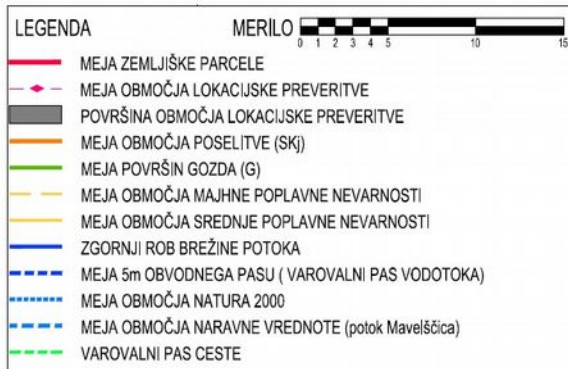 LEGENDA MERILO
0 1 2 3 4 5 10 15
MEJA ZEMLJIŠKE PARCELE
MEJA OBMOČJA LOKACIJSKE PREVERITVE
POVRŠINA OBMOČJA LOKACIJSKE PREVERITVE
MEJA OBMOČJA POSELITVE (SKj)
MEJA POVRŠIN GOZDA (G)
MEJA OBMOČJA MAJHNE POPLAVNE NEVARNOSTI
MEJA OBMOČJA SREDNJE POPLAVNE NEVARNOSTI
ZGORNJI ROB BREŽINE POTOKA
MEJA 5m OBVODNEGA PASU ( VAROVALNI PAS VODOTOKA)
MEJA OBMOČJA NATURA 2000
MEJA OBMOČJA NARAVNE VREDNOTE (potok Mavelščica)
VAROVALNI PAS CESTE